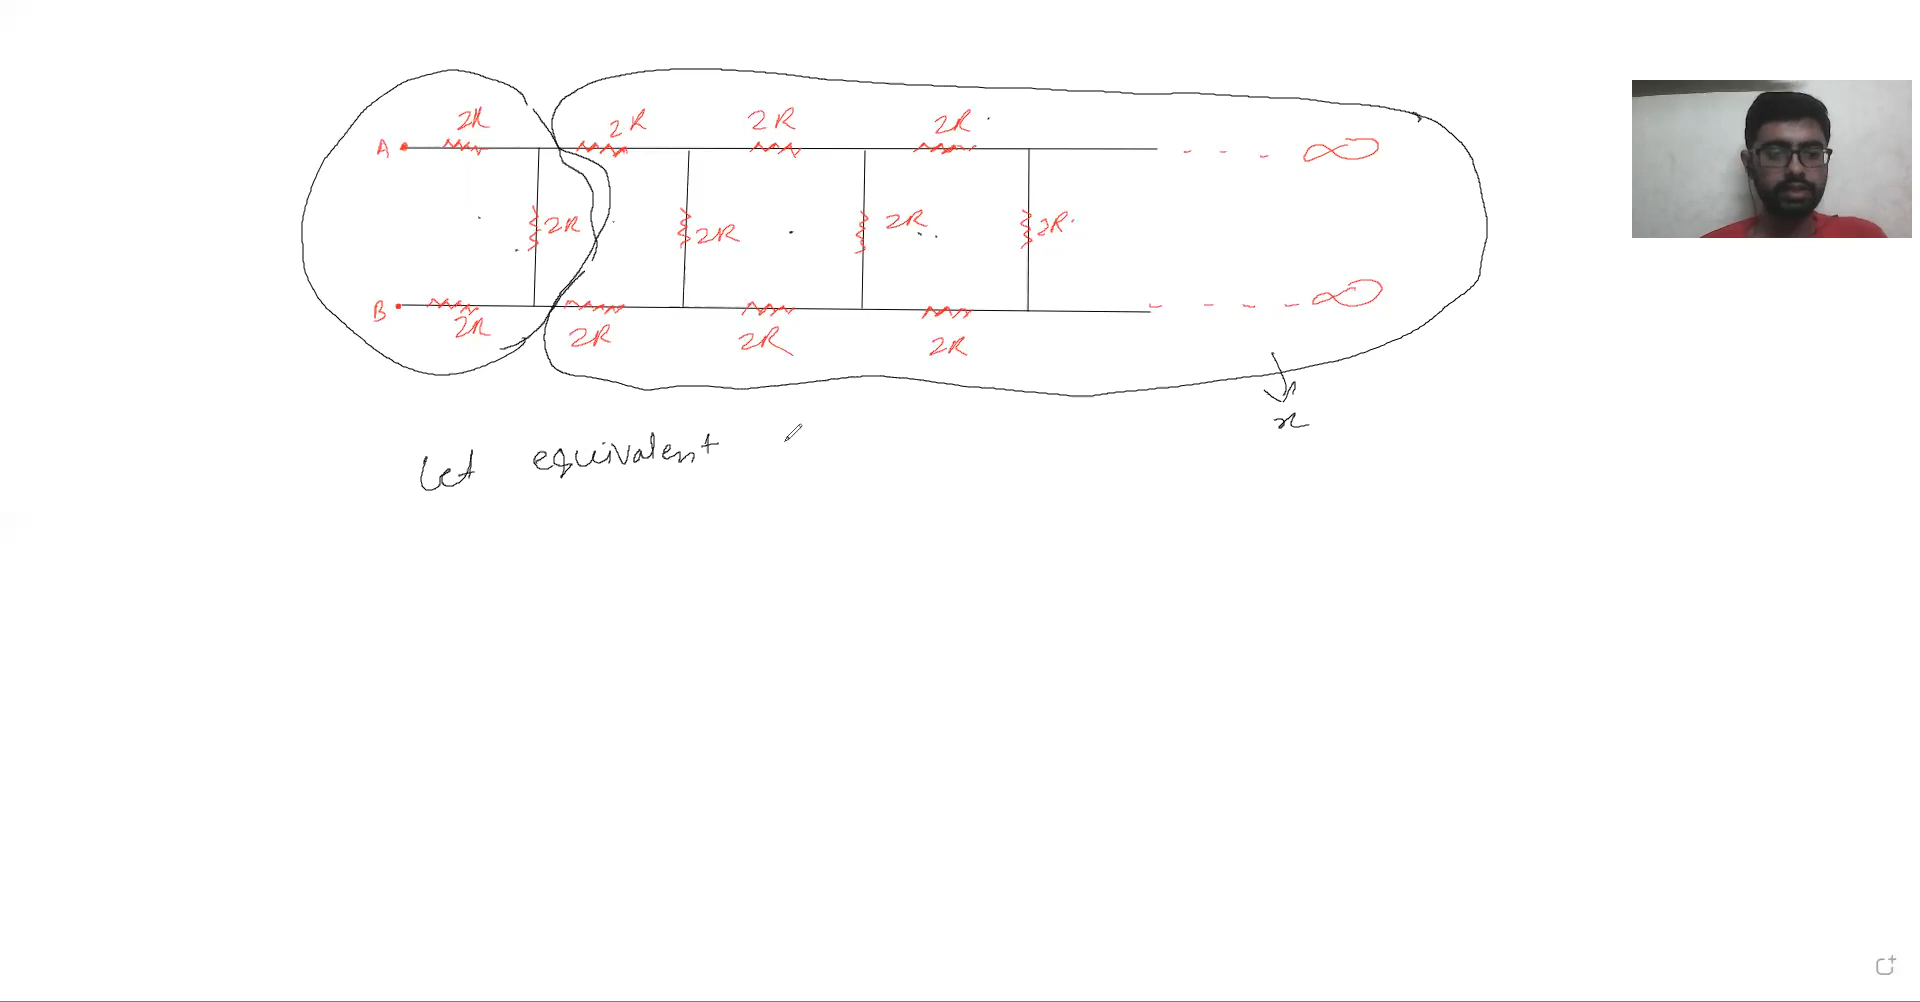 2R 2R 2R 2R
A ∞
2R 2R 2R 2R
B ∞
2R 2R 2R 2R
x
Let equivalent